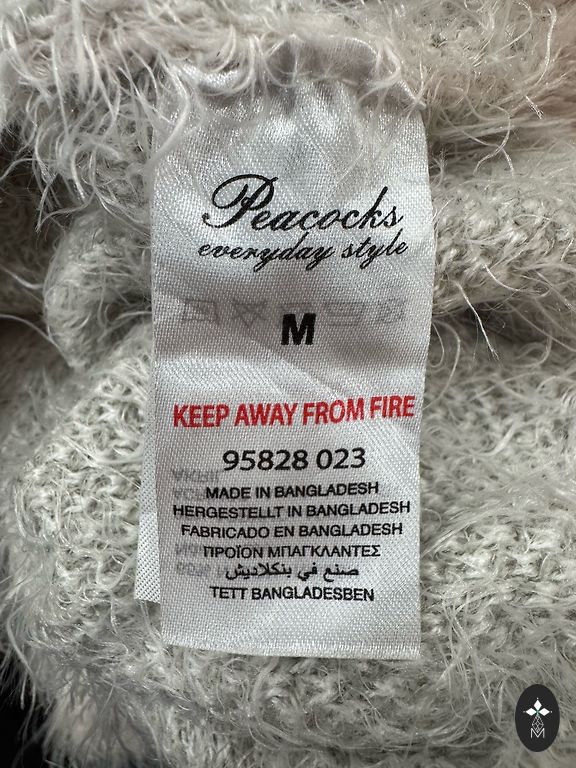 Peacocks
everyday style
M
KEEP AWAY FROM FIRE
95828 023
MADE IN BANGLADESH
HERGESTELLT IN BANGLADESH
FABRICADO EN BANGLADESH
ΠΡΟΪΟΝ ΜΠΑΓΚΛΑΝΤΕΣ
صنع في بنكلاديش
TETT BANGLADESBEN
M